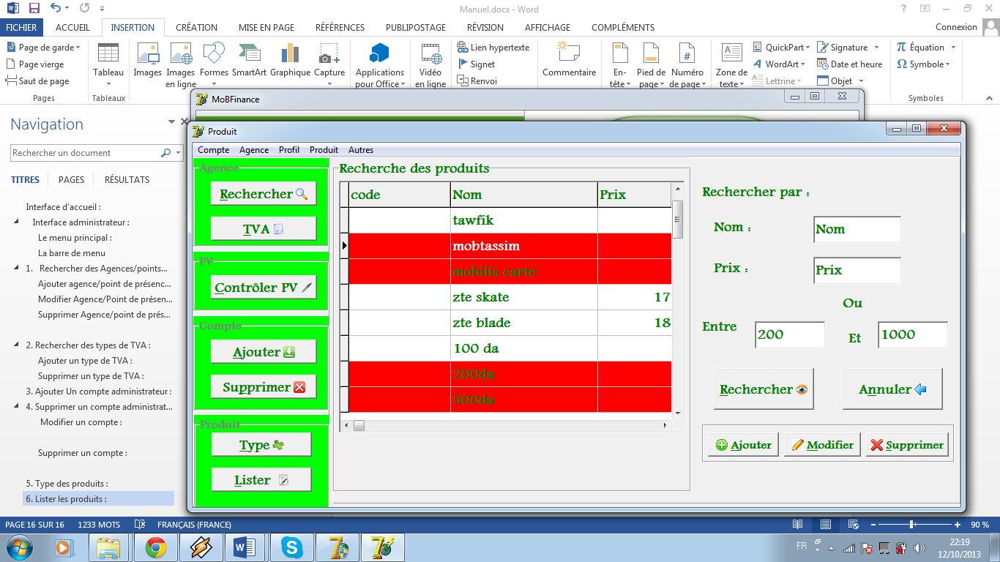 Manuel.docx - Word
FICHIER ACCUEIL INSERTION CRÉATION MISE EN PAGE RÉFÉRENCES PUBLIPOSTAGE RÉVISION AFFICHAGE COMPLÉMENTS Connexion
Page de garde
Page vierge
Saut de page
Pages
Tableau
Tableaux
Images
Images en ligne
Formes
SmartArt
Graphique
Capture
Applications pour Office
Vidéo en ligne
Lien hypertexte
Signet
Renvoi
Commentaire
En-tête
Pied de page
Numéro de page
Zone de texte
QuickPart
WordArt
Lettrine
Signature
Date et heure
Objet
Équation
Symbole
Symboles
Navigation
Rechercher un document
TITRES PAGES RÉSULTATS
Interface d'accueil :
Interface administrateur :
Le menu principal :
La barre de menu
1. Rechercher des Agences/points...
Ajouter agence/point de présenc...
Modifier Agence/Point de présen...
Supprimer Agence/point de prés...
2. Rechercher des types de TVA :
Ajouter un type de TVA :
Supprimer un type de TVA :
3. Ajouter Un compte administrateur :
4. Supprimer un compte administrat...
Modifier un compte :
Supprimer un compte :
5. Type des produits :
6. Lister les produits :
MoBFinance
Produit
Compte Agence Profil Produit Autres
Agence
Rechercher
TVA
PV
Contrôler PV
Compte
Ajouter
Supprimer
Produit
Type
Lister
Recherche des produits
code Nom Prix
tawfik
mobtassim
mobilis carte
zte skate 17
zte blade 18
100 da
200da
500da
Rechercher par :
Nom : Nom
Prix : Prix
Ou
Entre 200 Et 1000
Rechercher Annuler
Ajouter Modifier Supprimer
PAGE 16 SUR 16 1233 MOTS FRANÇAIS (FRANCE) 90 %
FR 22:19
12/10/2013